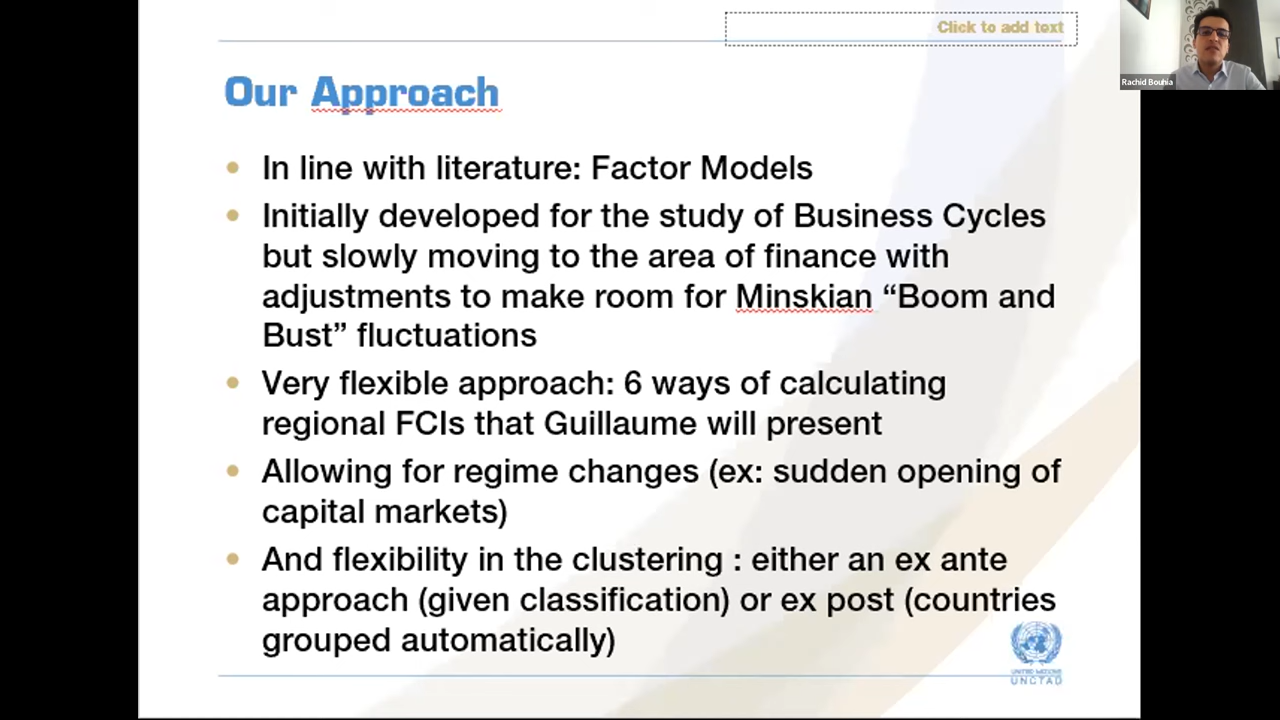 Click to add text
Rachid Bouhia
Our Approach
• In line with literature: Factor Models
• Initially developed for the study of Business Cycles
but slowly moving to the area of finance with
adjustments to make room for Minskian “Boom and
Bust” fluctuations
• Very flexible approach: 6 ways of calculating
regional FCIs that Guillaume will present
• Allowing for regime changes (ex: sudden opening of
capital markets)
• And flexibility in the clustering : either an ex ante
approach (given classification) or ex post (countries
grouped automatically)
UNITED NATIONS
UNCTAD